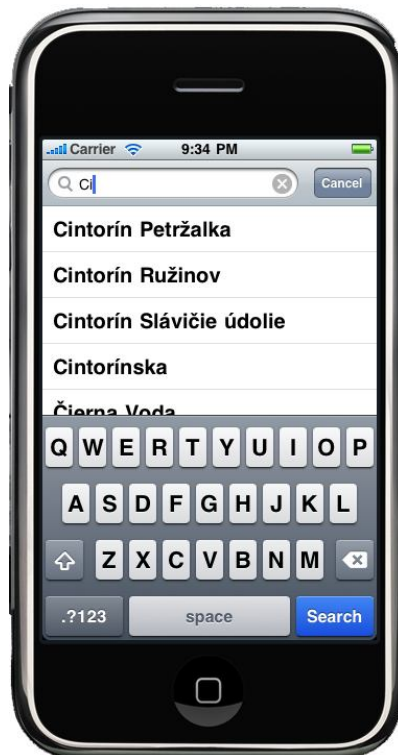 Carrier 9:34 PM
Ci Cancel
Cintorín Petržalka
Cintorín Ružinov
Cintorín Slávičie údolie
Cintorínska
Čierna Voda
Q W E R T Y U I O P
A S D F G H J K L
Z X C V B N M
.?123 space Search